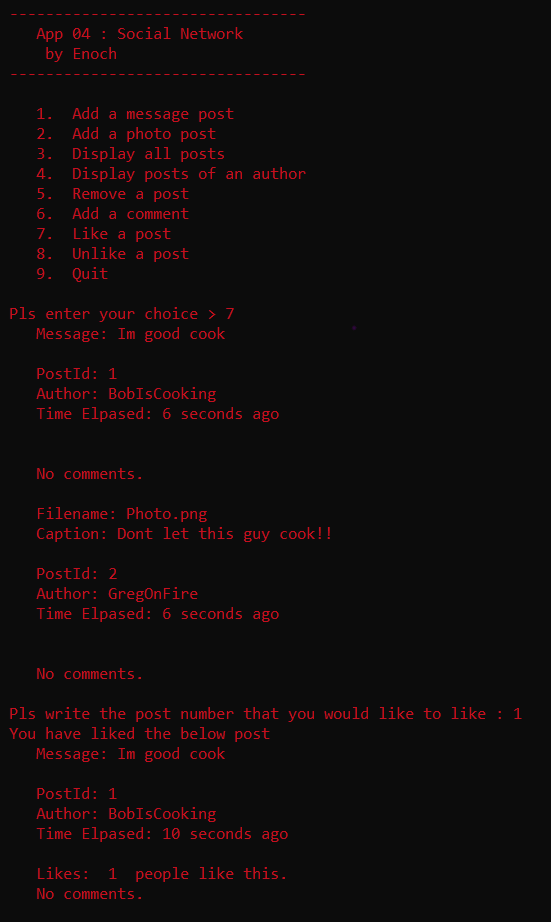 ---------------------------------
App 04 : Social Network
by Enoch
---------------------------------
1. Add a message post
2. Add a photo post
3. Display all posts
4. Display posts of an author
5. Remove a post
6. Add a comment
7. Like a post
8. Unlike a post
9. Quit
Pls enter your choice > 7
Message: Im good cook
PostId: 1
Author: BobIsCooking
Time Elpased: 6 seconds ago
No comments.
Filename: Photo.png
Caption: Dont let this guy cook!!
PostId: 2
Author: GregOnFire
Time Elpased: 6 seconds ago
No comments.
Pls write the post number that you would like to like : 1
You have liked the below post
Message: Im good cook
PostId: 1
Author: BobIsCooking
Time Elpased: 10 seconds ago
Likes:  1  people like this.
No comments.